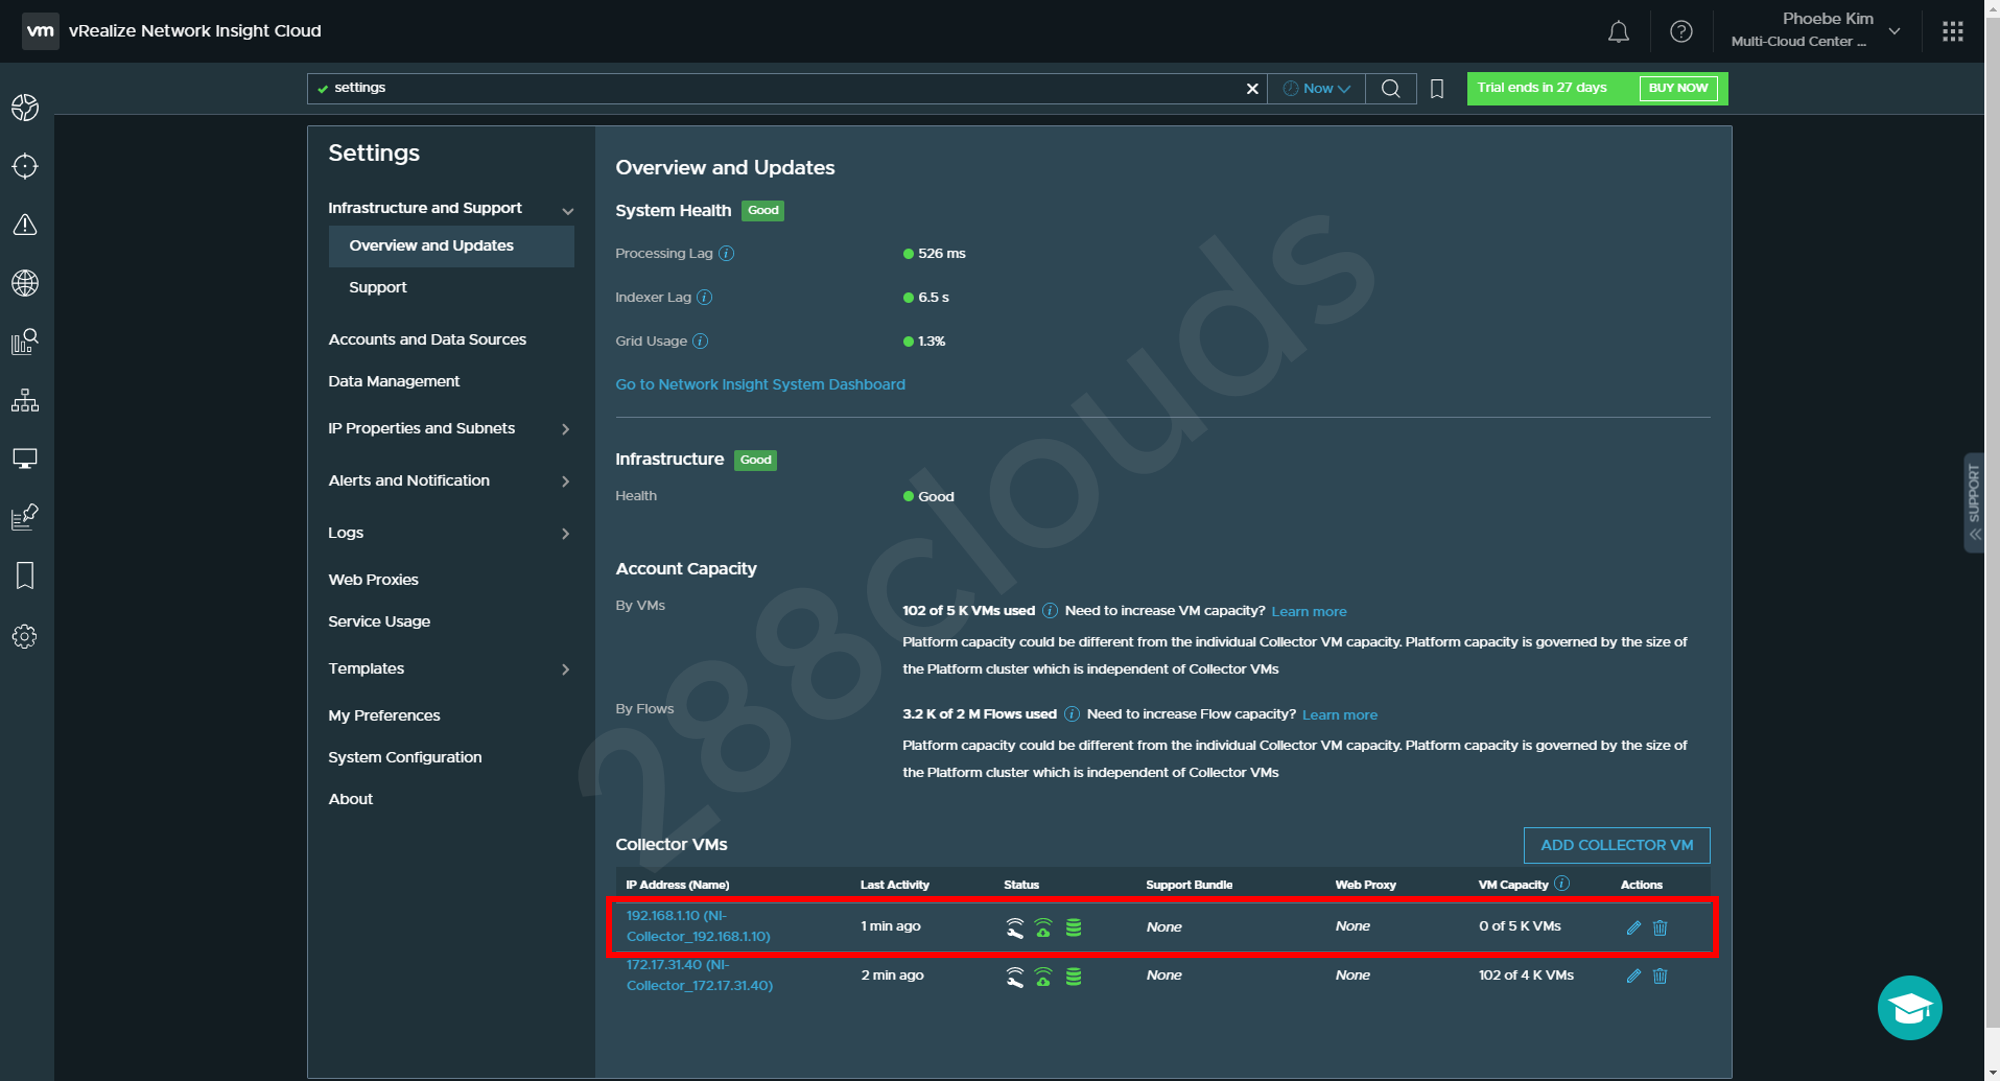 vm vRealize Network Insight Cloud
Phoebe Kim
Multi-Cloud Center ...
settings
Now
Trial ends in 27 days
BUY NOW
Settings
Infrastructure and Support
Overview and Updates
Support
Accounts and Data Sources
Data Management
IP Properties and Subnets
Alerts and Notification
Logs
Web Proxies
Service Usage
Templates
My Preferences
System Configuration
About
Overview and Updates
System Health Good
Processing Lag 526 ms
Indexer Lag 6.5 s
Grid Usage 1.3%
Go to Network Insight System Dashboard
Infrastructure Good
Health Good
Account Capacity
By VMs 102 of 5 K VMs used Need to increase VM capacity? Learn more
Platform capacity could be different from the individual Collector VM capacity. Platform capacity is governed by the size of
the Platform cluster which is independent of Collector VMs
By Flows 3.2 K of 2 M Flows used Need to increase Flow capacity? Learn more
Platform capacity could be different from the individual Collector VM capacity. Platform capacity is governed by the size of
the Platform cluster which is independent of Collector VMs
Collector VMs
ADD COLLECTOR VM
IP Address (Name) Last Activity Status Support Bundle Web Proxy VM Capacity Actions
192.168.1.10 (NI-
Collector_192.168.1.10) 1 min ago None None 0 of 5 K VMs
172.17.31.40 (NI-
Collector_172.17.31.40) 2 min ago None None 102 of 4 K VMs
SUPPORT
288clouds